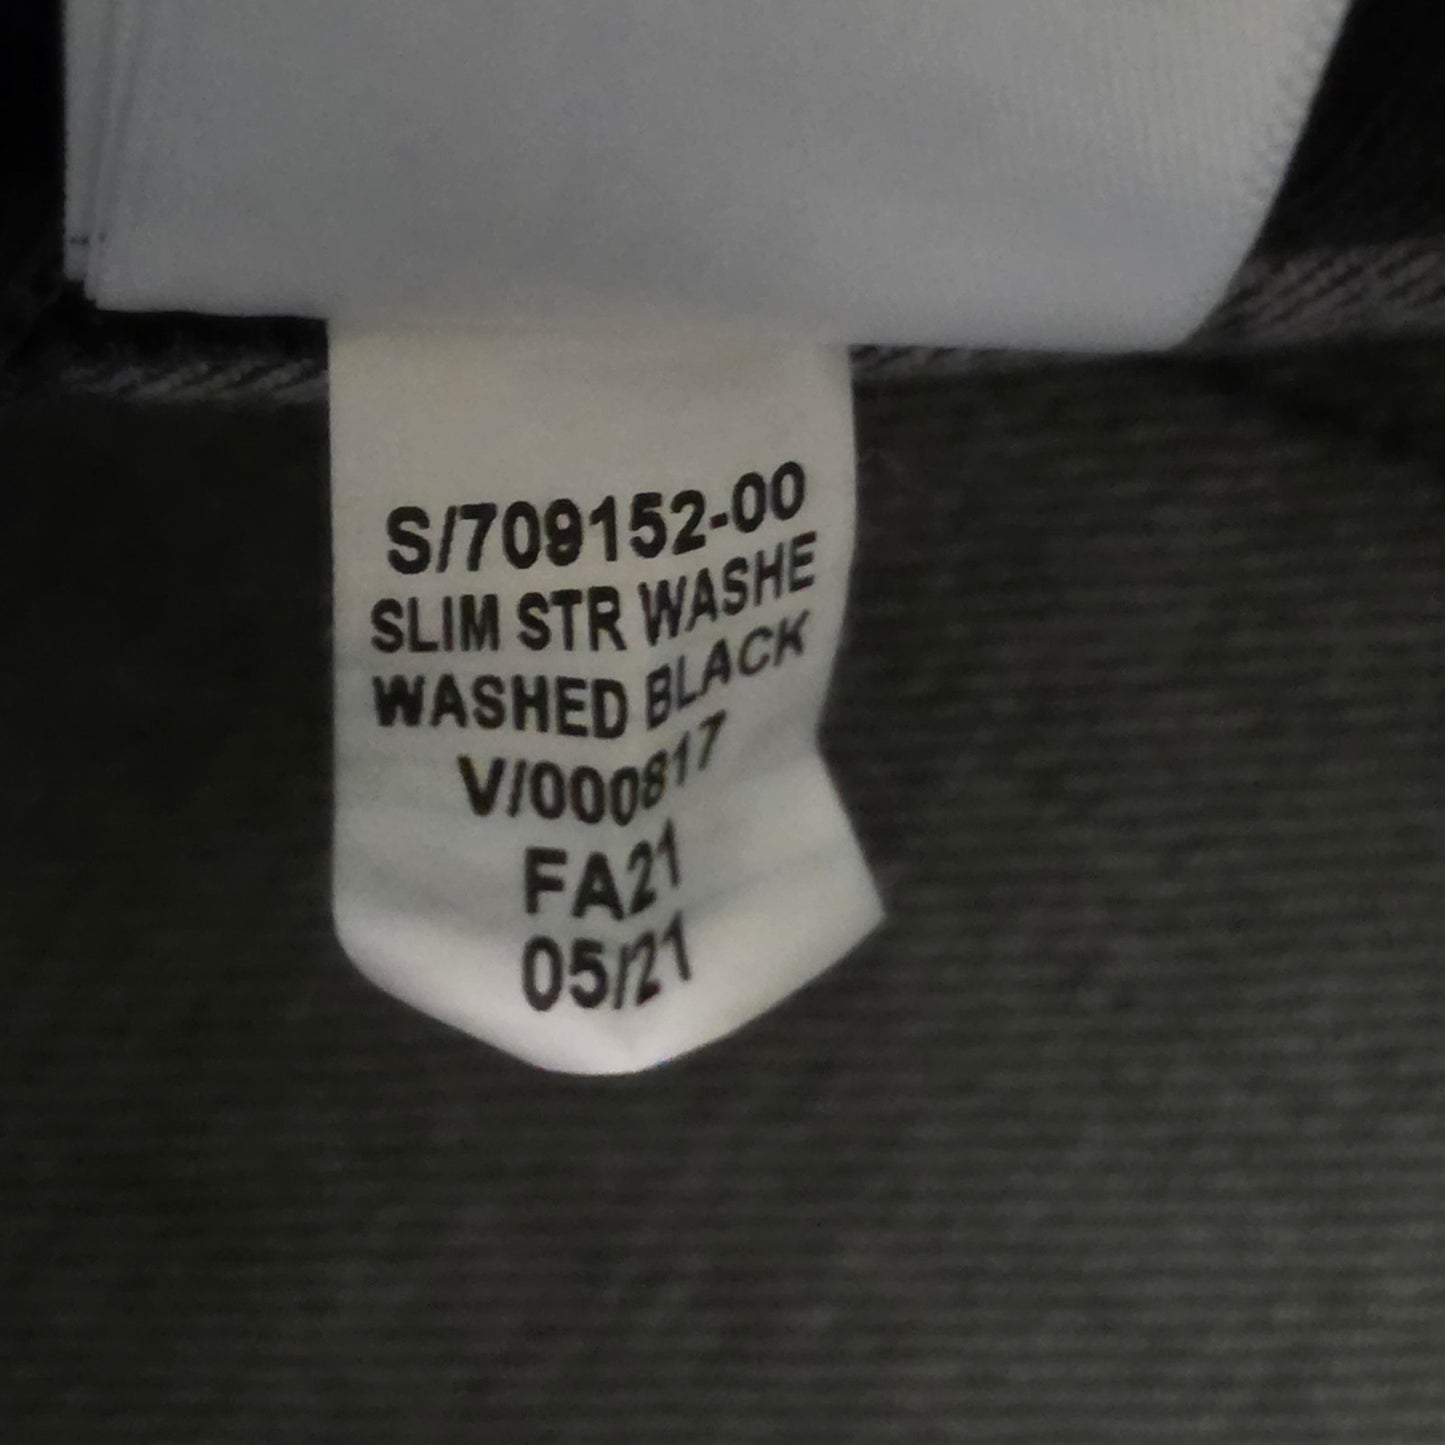 S/709152-00
SLIM STR WASHE
WASHED BLACK
V/000817
FA21
05/21